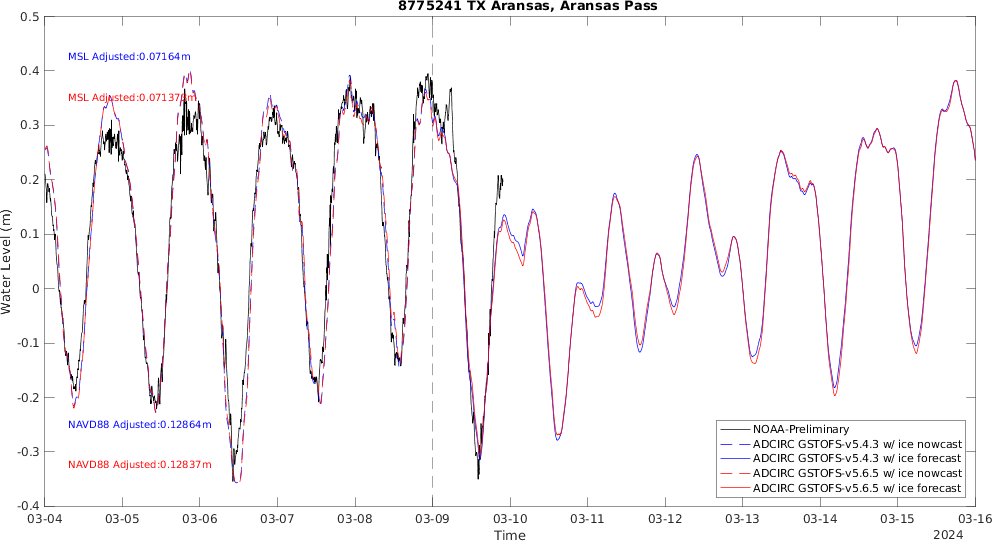 8775241 TX Aransas, Aransas Pass
0.5
0.4
0.3
0.2
0.1
0
-0.1
-0.2
-0.3
-0.4
Water Level (m)
MSL Adjusted:0.07164m
MSL Adjusted:0.07137m
NAVD88 Adjusted:0.12864m
NAVD88 Adjusted:0.12837m
NOAA-Preliminary
ADCIRC GSTOFS-v5.4.3 w/ ice nowcast
ADCIRC GSTOFS-v5.4.3 w/ ice forecast
ADCIRC GSTOFS-v5.6.5 w/ ice nowcast
ADCIRC GSTOFS-v5.6.5 w/ ice forecast
03-04 03-05 03-06 03-07 03-08 03-09 03-10 03-11 03-12 03-13 03-14 03-15 03-16
Time
2024